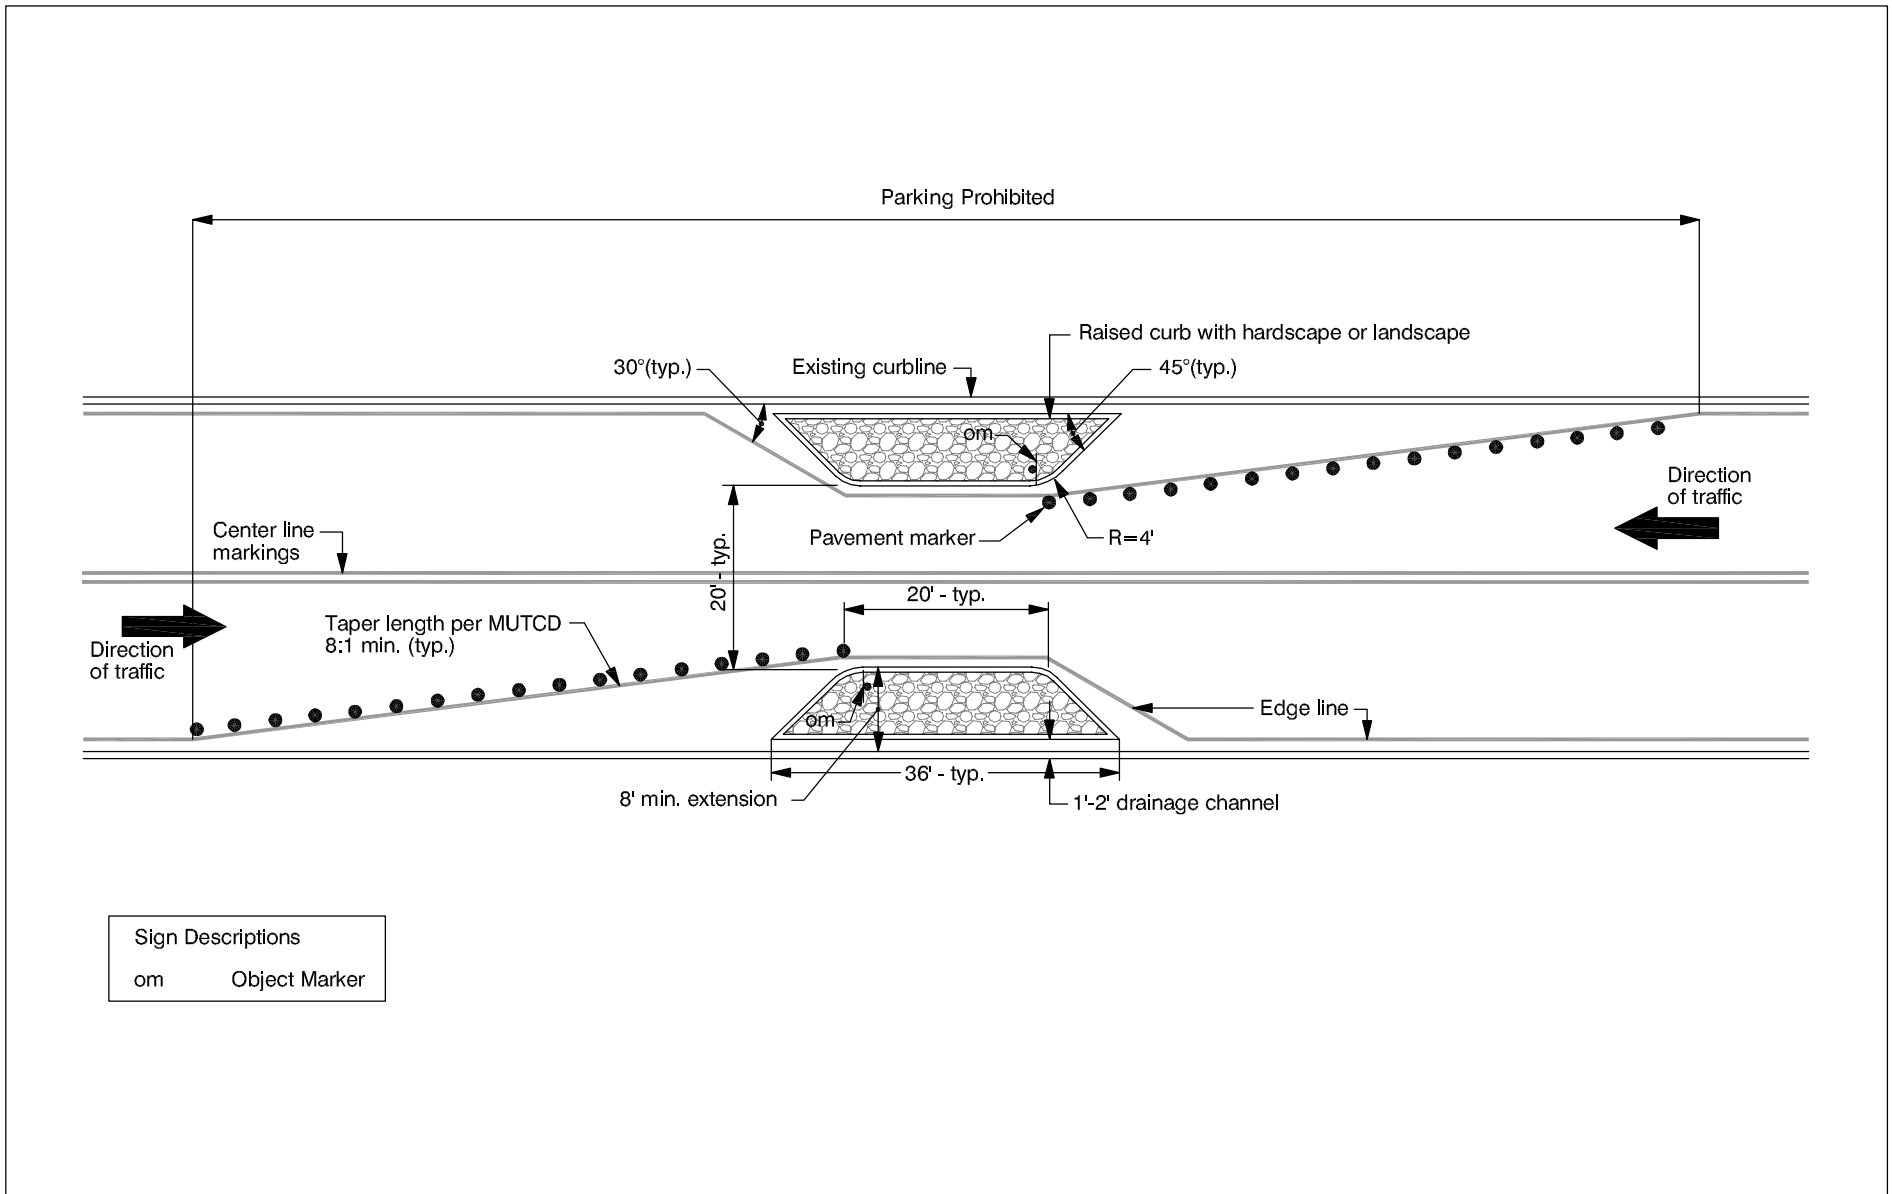 Parking Prohibited
Raised curb with hardscape or landscape
30°(typ.)
Existing curbline
45°(typ.)
om
Direction
of traffic
Center line
markings
Pavement marker
R=4'
20' - typ.
20' - typ.
Taper length per MUTCD
8:1 min. (typ.)
Direction
of traffic
om
Edge line
36' - typ.
8' min. extension
1'-2' drainage channel
Sign Descriptions
om Object Marker